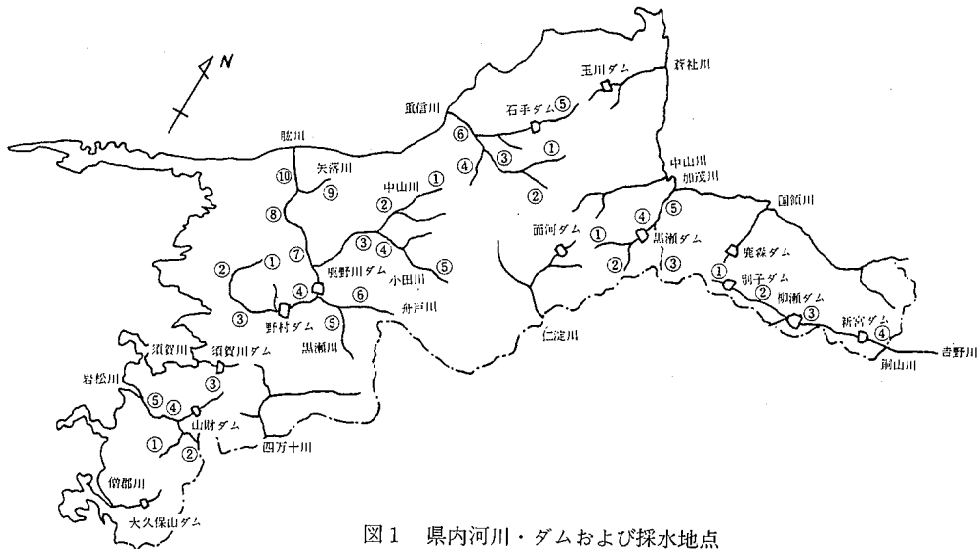 N
玉川ダム
蒼社川
重信川
石手ダム
⑤
肱川
⑥
中山川
加茂川
⑩
矢落川
④
③
①
⑨
中山川
①
②
②
国領川
⑧
面河ダム
④
⑤
①
黒瀬ダム
鹿森ダム
②
①
⑦
③
④
鹿野川ダム
小田川
⑤
②
③
①
別子ダム
②
柳瀬ダム
④
⑥
舟戸川
③
新宮ダム
③
野村ダム
⑤
仁淀川
④
吉野川
須賀川
須賀川ダム
黒瀬川
銅山川
岩松川
③
⑤
④
山財ダム
①
②
四万十川
僧都川
大久保山ダム
図1 県内河川・ダムおよび採水地点